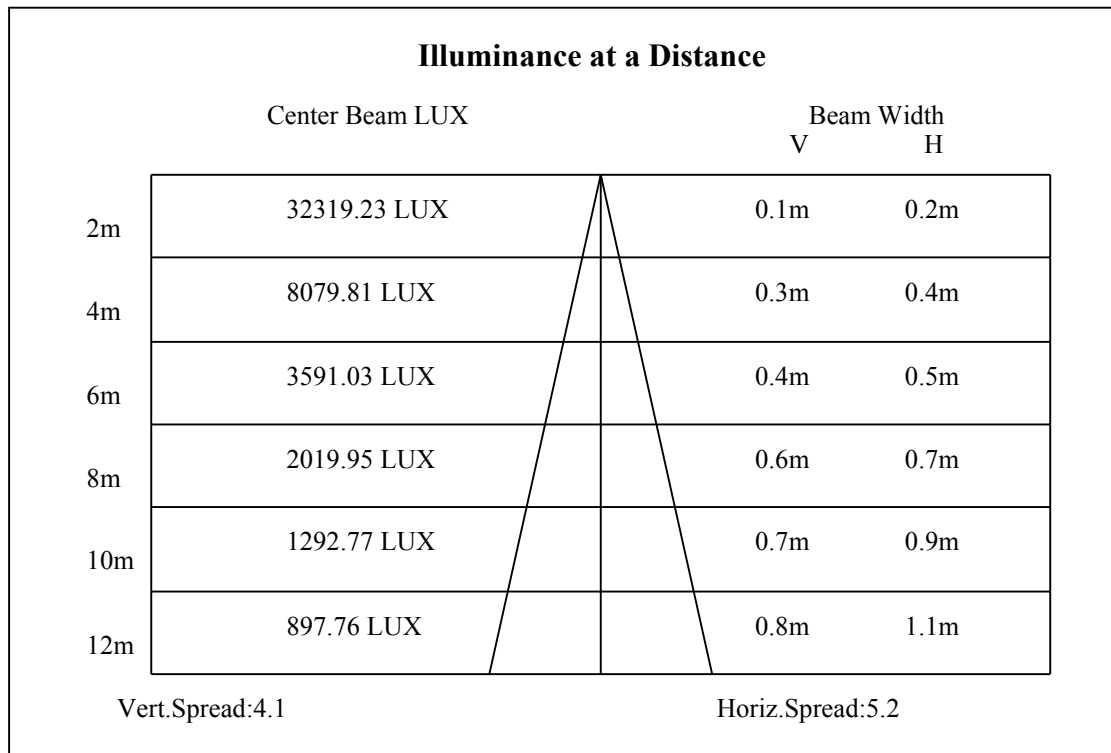 Illuminance at a Distance
Center Beam LUX Beam Width
V H
2m 32319.23 LUX 0.1m 0.2m
4m 8079.81 LUX 0.3m 0.4m
6m 3591.03 LUX 0.4m 0.5m
8m 2019.95 LUX 0.6m 0.7m
10m 1292.77 LUX 0.7m 0.9m
12m 897.76 LUX 0.8m 1.1m
Vert.Spread:4.1 Horiz.Spread:5.2